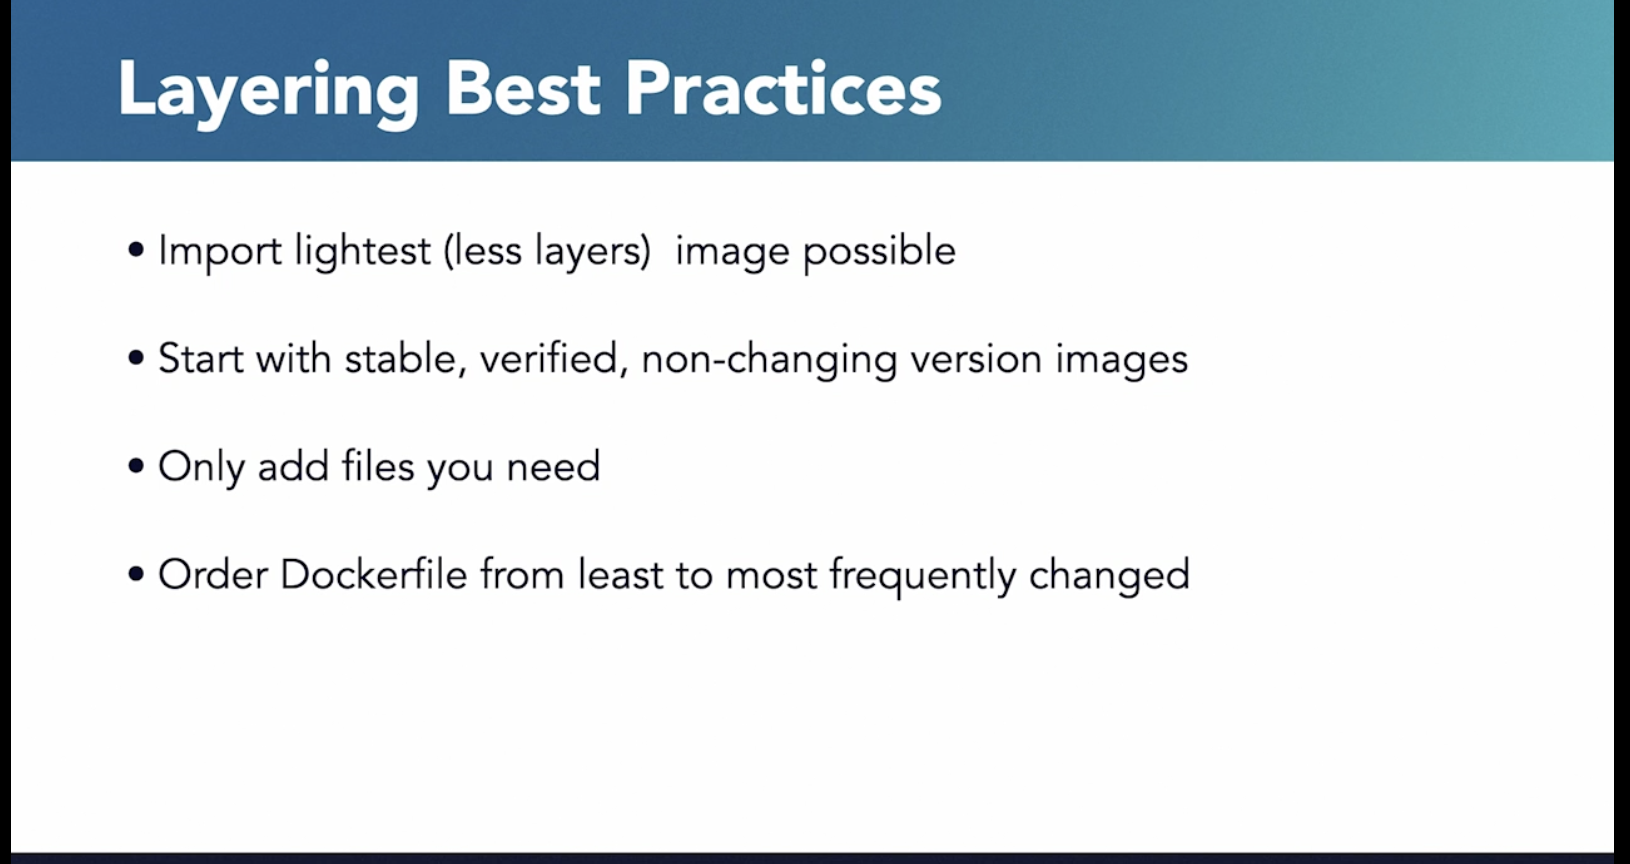 Layering Best Practices
• Import lightest (less layers)  image possible
• Start with stable, verified, non-changing version images
• Only add files you need
• Order Dockerfile from least to most frequently changed